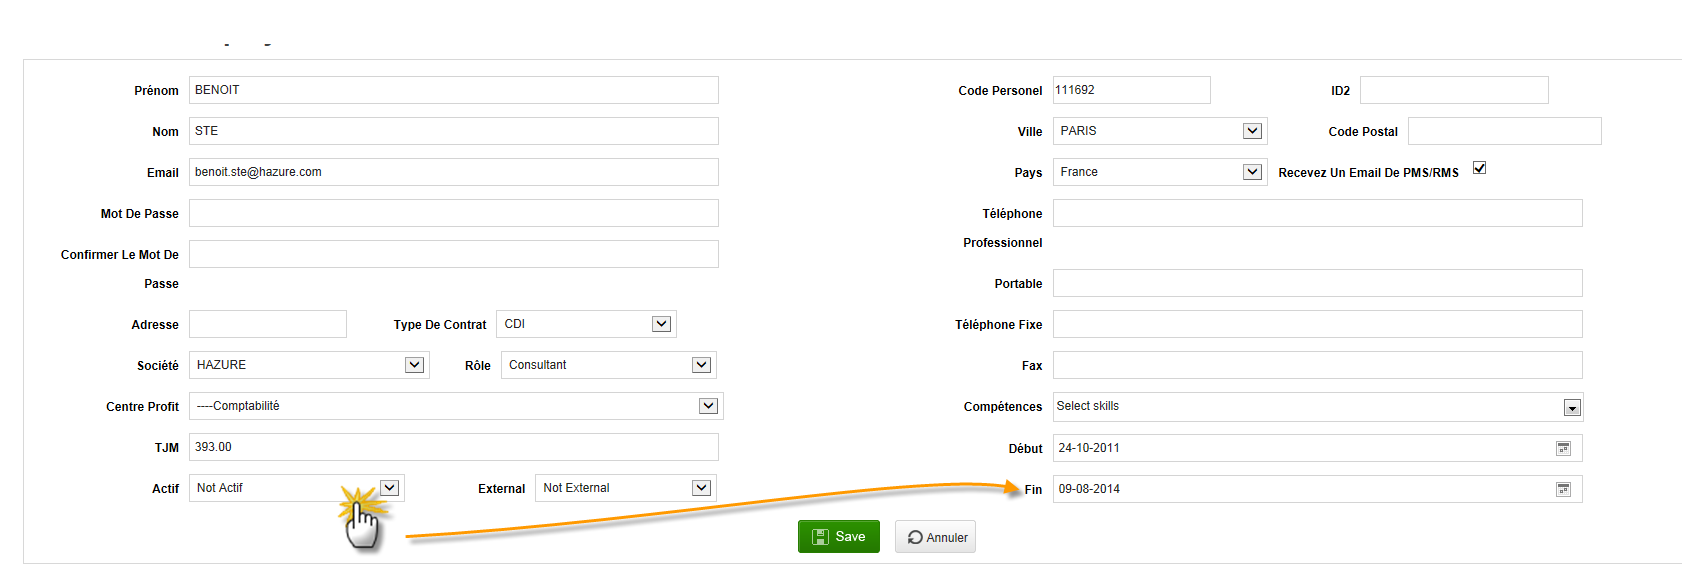 Prénom BENOIT Code Personel 111692 ID2
Nom STE Ville PARIS Code Postal
Email benoit.ste@hazure.com Pays France Recevez Un Email De PMS/RMS
Mot De Passe Téléphone
Professionnel
Confirmer Le Mot De
Passe Portable
Adresse Type De Contrat CDI Téléphone Fixe
Société HAZURE Rôle Consultant Fax
Centre Profit ----Comptabilité Compétences Select skills
TJM 393.00 Début 24-10-2011
Actif Not Actif External Not External Fin 09-08-2014
Save Annuler